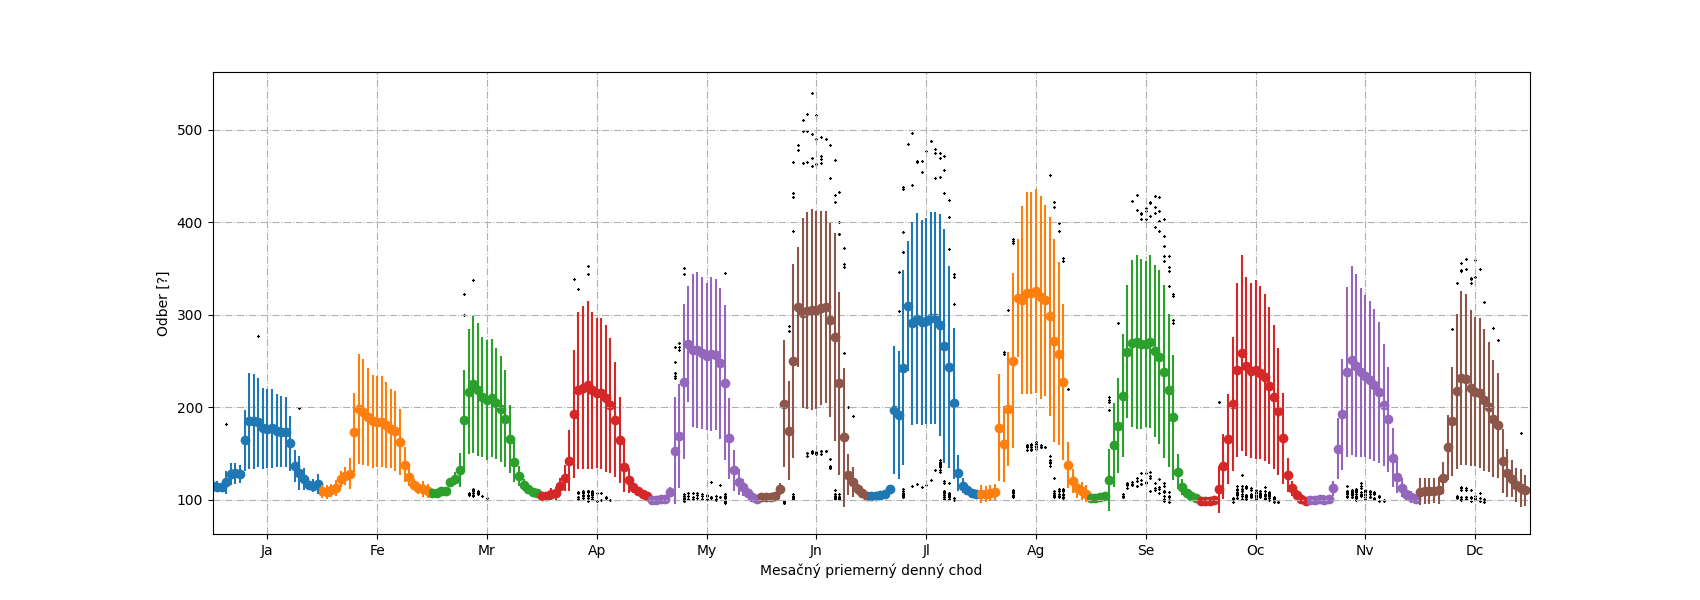 500
400
300
200
100
Odber [?]
Ja Fe Mr Ap My Jn Jl Ag Se Oc Nv Dc
Mesačný priemerný denný chod